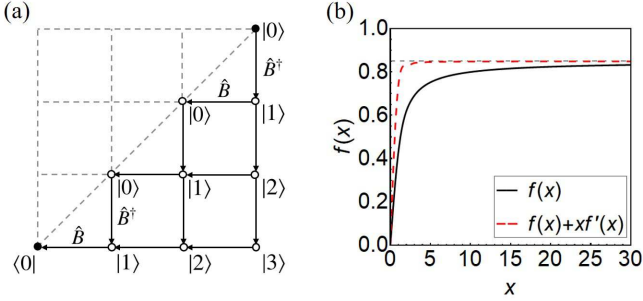 (a)
|0⟩
B̂†
B̂
|0⟩
|1⟩
|0⟩
|1⟩
|2⟩
B̂†
B̂
⟨0|
|1⟩
|2⟩
|3⟩
(b)
1.0
0.8
0.6
0.4
0.2
0.0
f(x)
f(x)
f(x)+xf'(x)
0 5 10 15 20 25 30
x